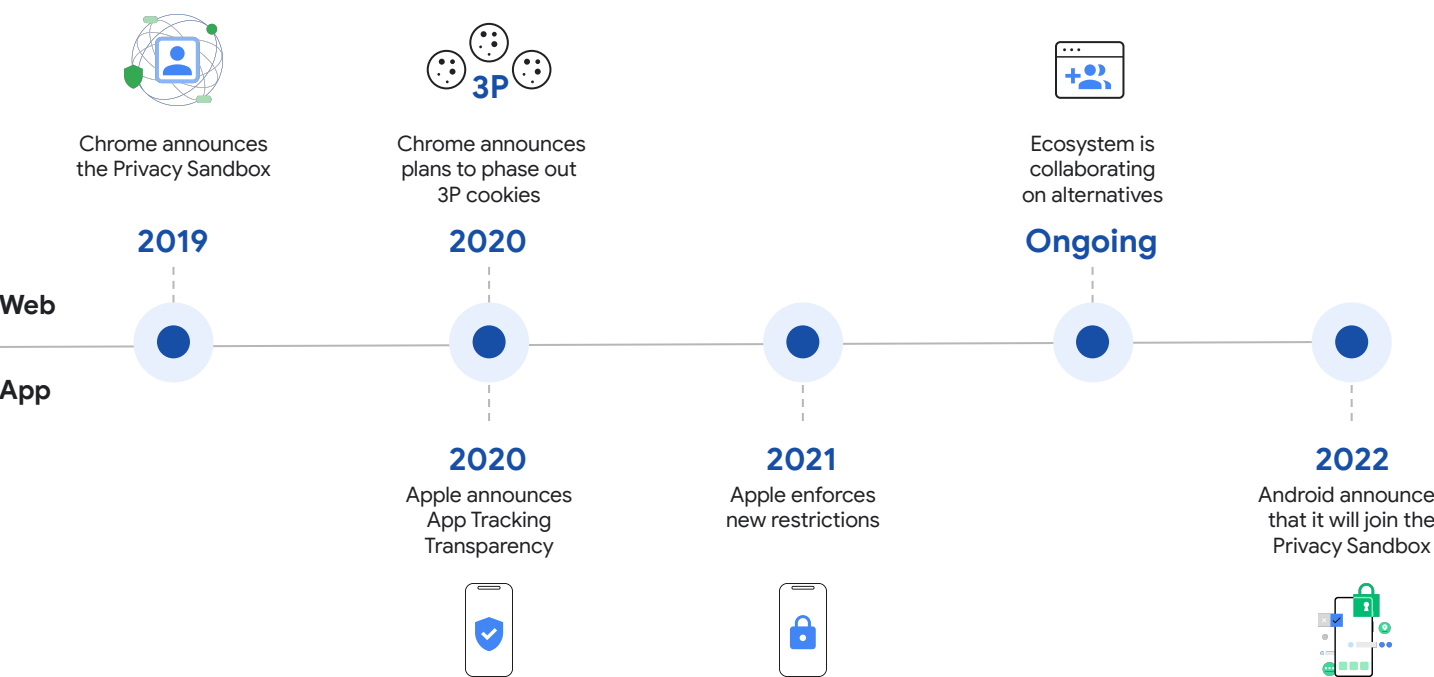 3P
Chrome announces
the Privacy Sandbox
2019
Chrome announces
plans to phase out
3P cookies
2020
Ecosystem is
collaborating
on alternatives
Ongoing
Web
App
2020
Apple announces
App Tracking
Transparency
2021
Apple enforces
new restrictions
2022
Android announce
that it will join the
Privacy Sandbox